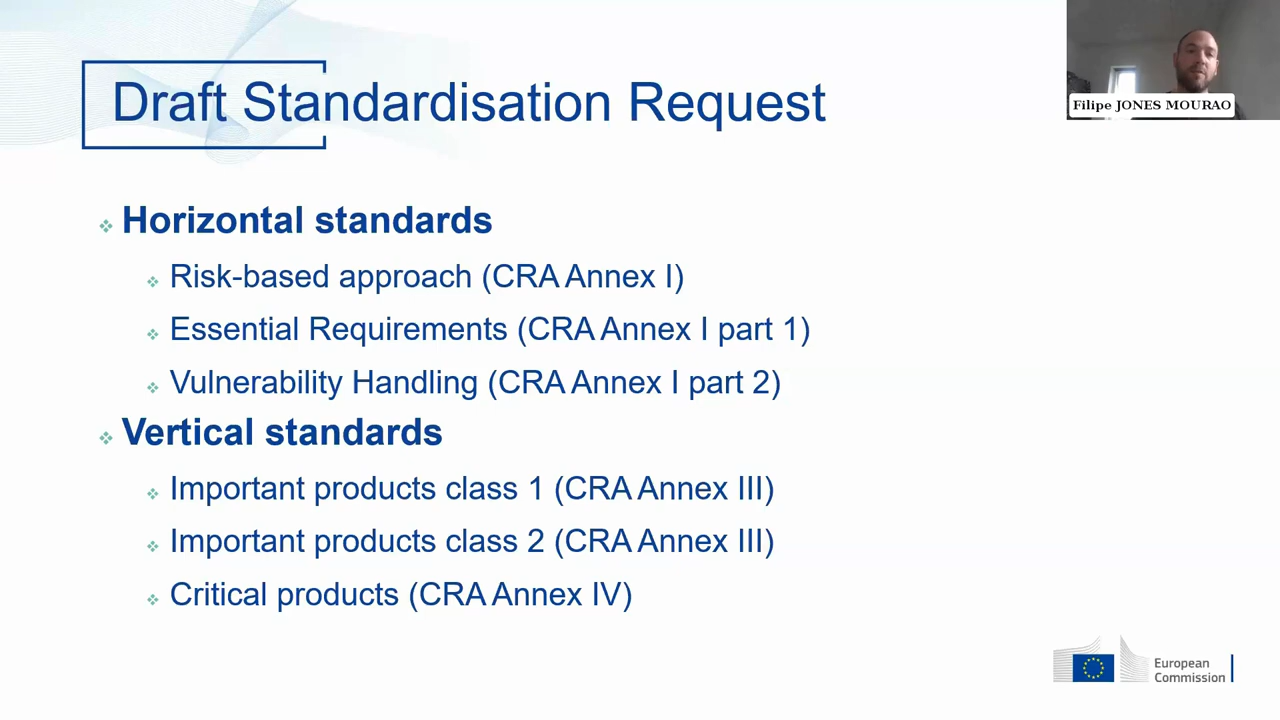 Draft Standardisation Request
Filipe JONES MOURAO
Horizontal standards
Risk-based approach (CRA Annex I)
Essential Requirements (CRA Annex I part 1)
Vulnerability Handling (CRA Annex I part 2)
Vertical standards
Important products class 1 (CRA Annex III)
Important products class 2 (CRA Annex III)
Critical products (CRA Annex IV)
European
Commission